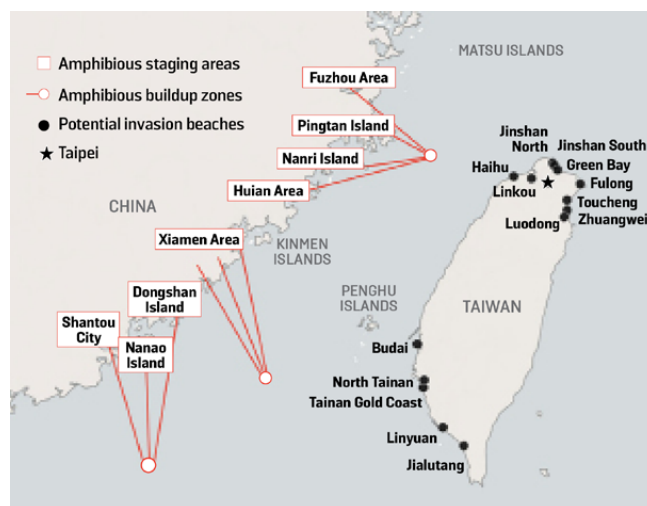 MATSU ISLANDS
Amphibious staging areas
Amphibious buildup zones
Potential invasion beaches
Taipei
Fuzhou Area
Pingtan Island
Nanri Island
Huian Area
CHINA
Xiamen Area
KINMEN
ISLANDS
Dongshan
Island
Shantou
City
Nanao
Island
PENGHU
ISLANDS
TAIWAN
Jinshan
North
Jinshan South
Green Bay
Haihu
Linkou
Fulong
Toucheng
Luodong
Zhuangwei
Budai
North Tainan
Tainan Gold Coast
Linyuan
Jialutang